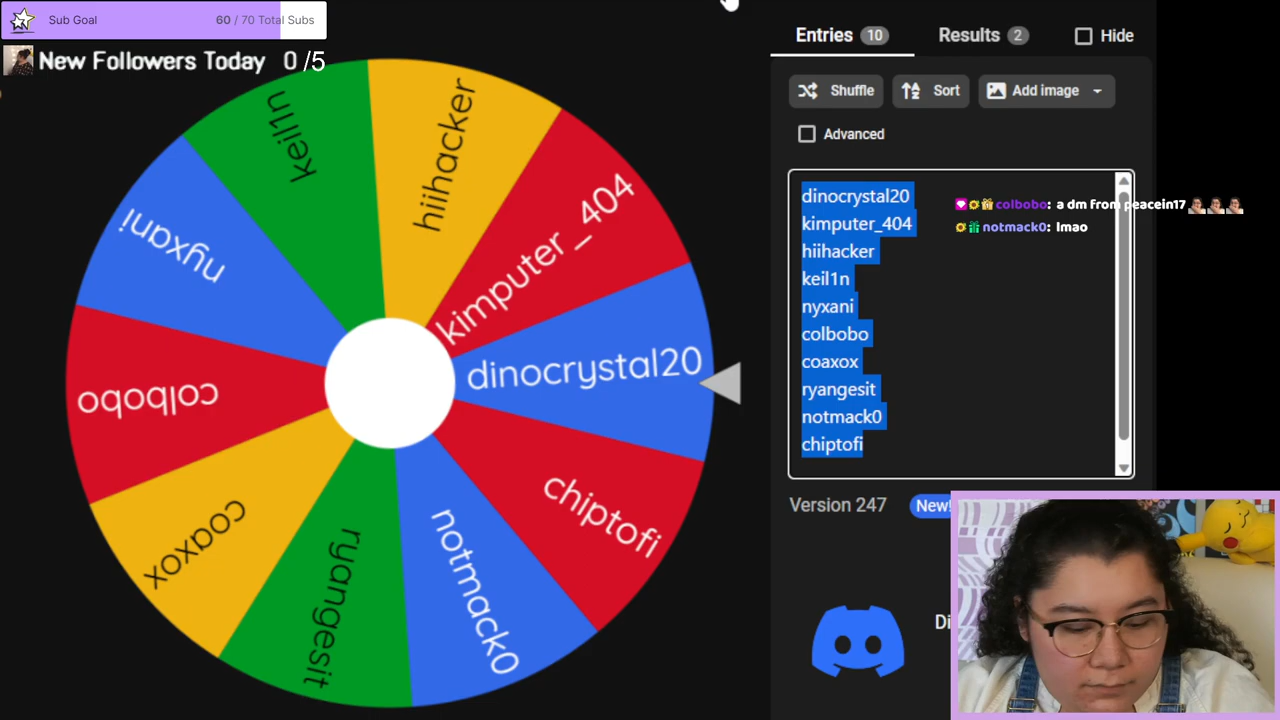 Sub Goal 60 / 70 Total Subs
New Followers Today 0 /5
Entries 10 Results 2 Hide
Shuffle Sort Add image
Advanced
dinocrystal20
kimputer_404
hiihacker
keil1n
nyxani
colbobo
coaxox
ryangesit
notmack0
chiptofi
colbobo: a dm from peacein17
notmack0: lmao
Version 247 New!
Di
keil1n
hiihacker
kimputer_404
dinocrystal20
chiptofi
notmack0
ryangesit
coaxox
colbobo
nyxani